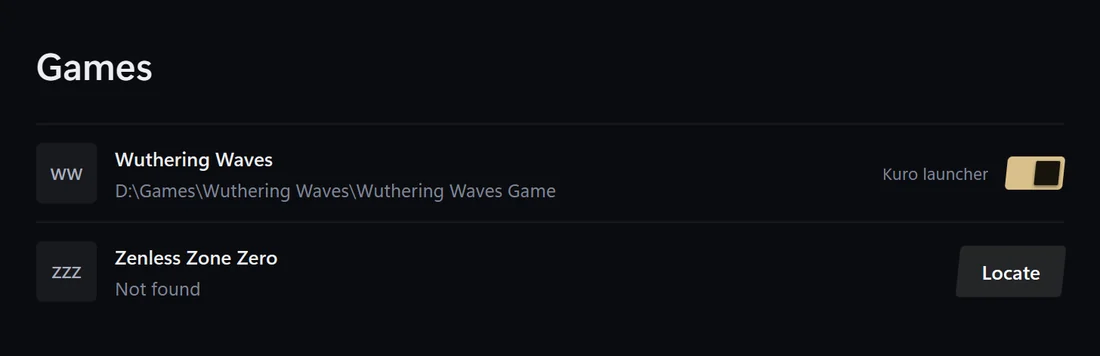 Games
WW
Wuthering Waves
D:\Games\Wuthering Waves\Wuthering Waves Game
Kuro launcher
ZZZ
Zenless Zone Zero
Not found
Locate